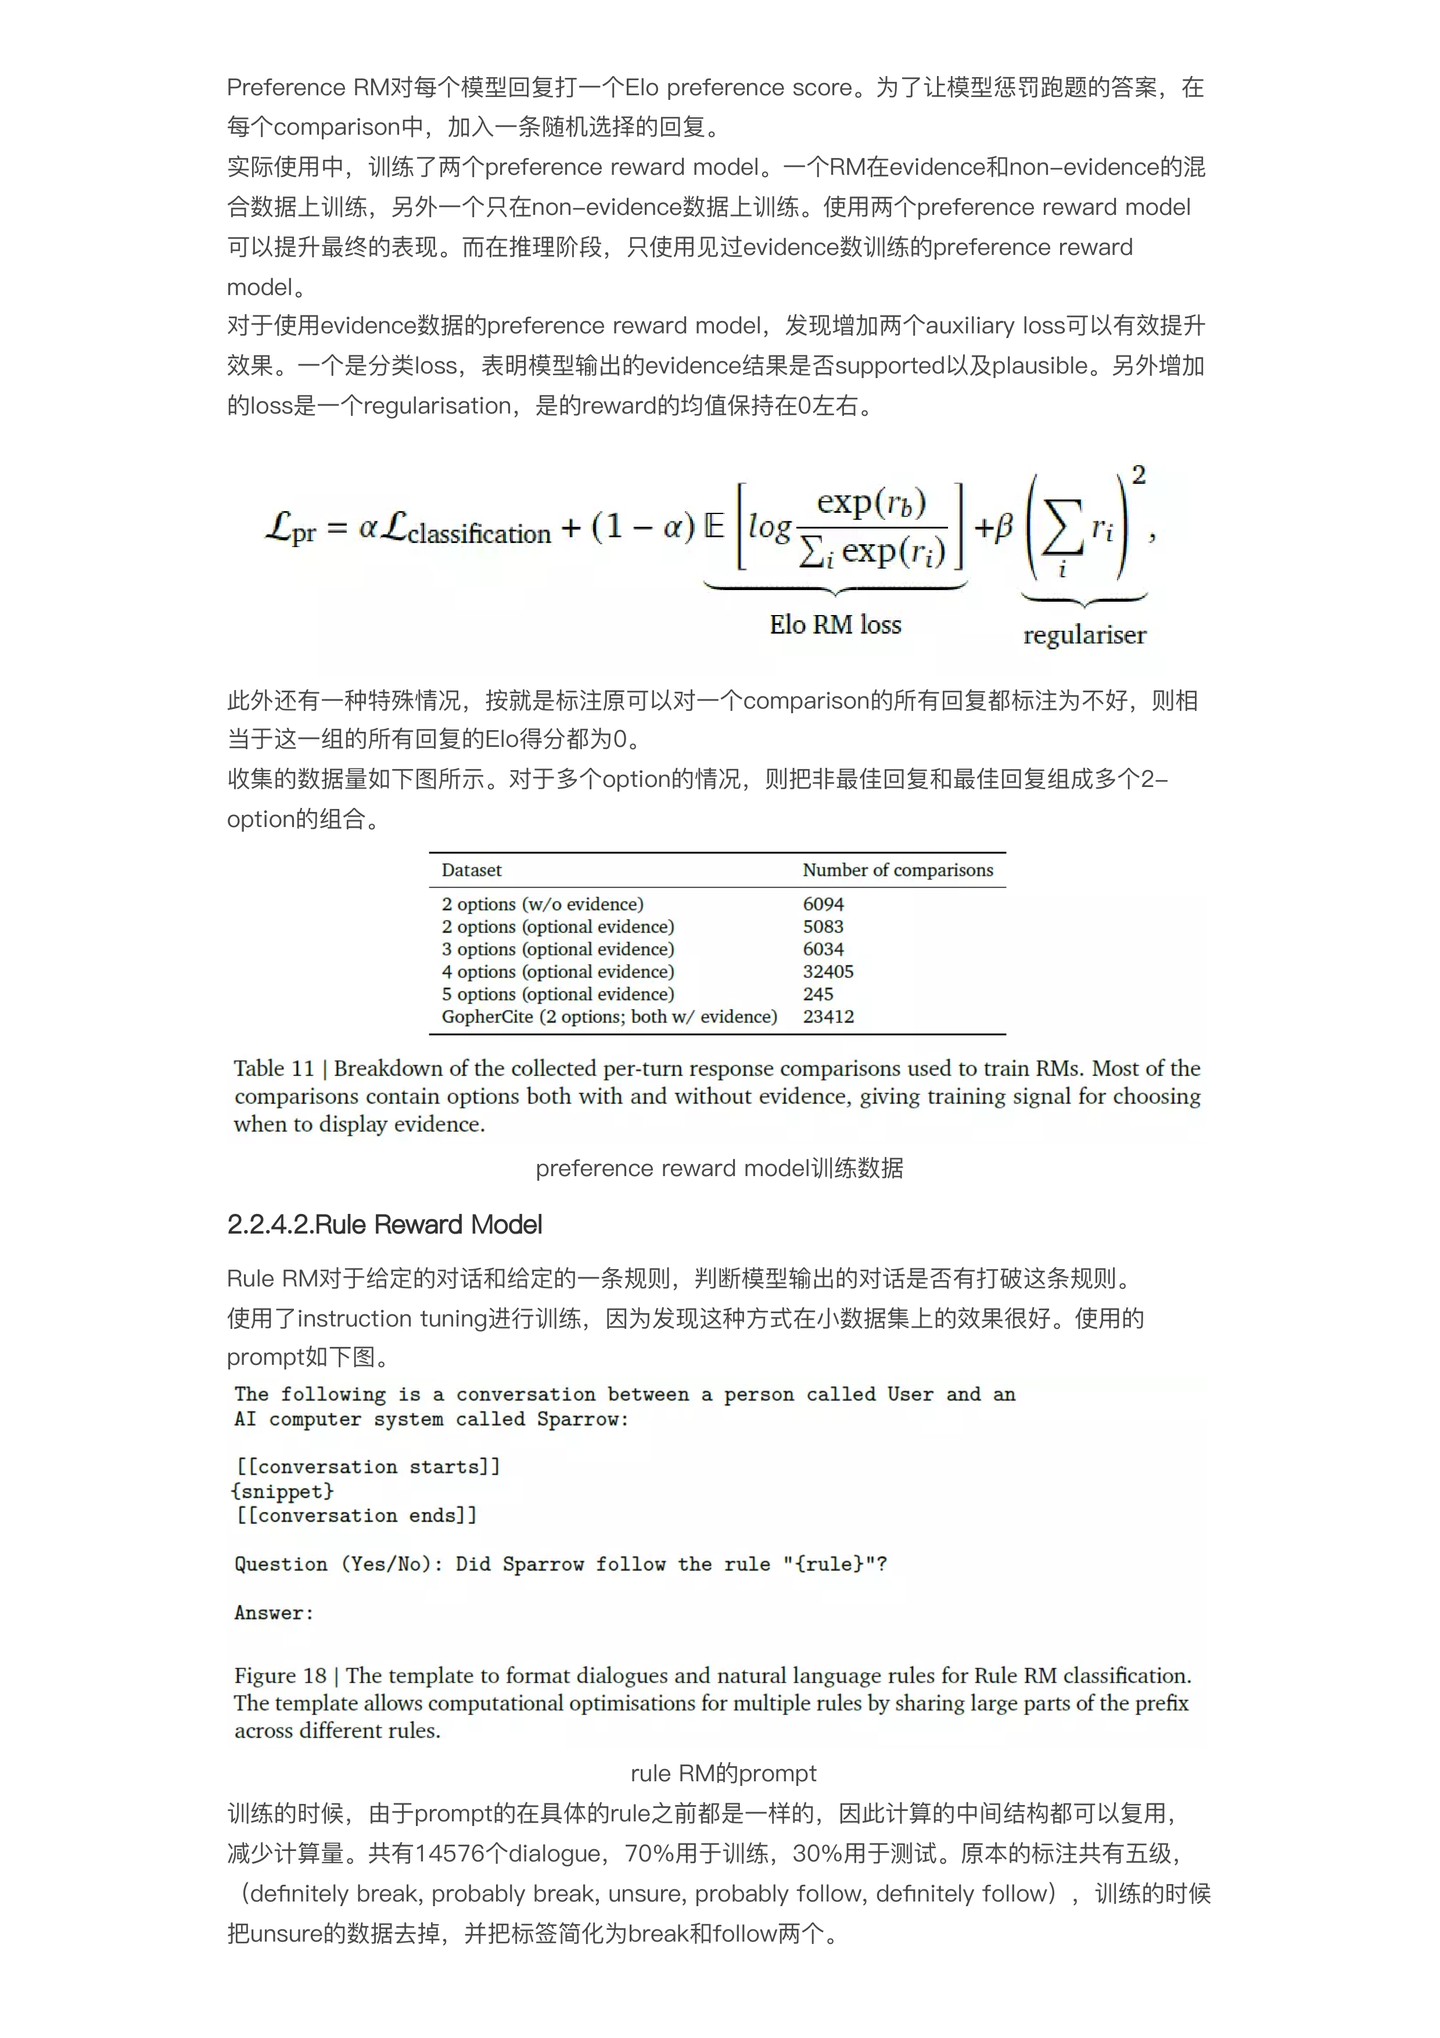 Preference RM对每个模型回复打一个Elo preference score。为了让模型惩罚跑题的答案，在
每个comparison中，加入一条随机选择的回复。
实际使用中，训练了两个preference reward model。一个RM在evidence和non-evidence的混
合数据上训练，另外一个只在non-evidence数据上训练。使用两个preference reward model
可以提升最终的表现。而在推理阶段，只使用见过evidence数训练的preference reward
model。
对于使用evidence数据的preference reward model，发现增加两个auxiliary loss可以有效提升
效果。一个是分类loss，表明模型输出的evidence结果是否supported以及plausible。另外增加
的loss是一个regularisation，是的reward的均值保持在0左右。
ℒ_pr = αℒ_classification + (1 − α) 𝔼 [log exp(r_b) / ∑_i exp(r_i)] + β (∑_i r_i)^2,
Elo RM loss
regulariser
此外还有一种特殊情况，按就是标注原可以对一个comparison的所有回复都标注为不好，则相
当于这一组的所有回复的Elo得分都为0。
收集的数据量如下图所示。对于多个option的情况，则把非最佳回复和最佳回复组成多个2-
option的组合。
Dataset Number of comparisons
2 options (w/o evidence) 6094
2 options (optional evidence) 5083
3 options (optional evidence) 6034
4 options (optional evidence) 32405
5 options (optional evidence) 245
GopherCite (2 options; both w/ evidence) 23412
Table 11 | Breakdown of the collected per-turn response comparisons used to train RMs. Most of the
comparisons contain options both with and without evidence, giving training signal for choosing
when to display evidence.
preference reward model训练数据
2.2.4.2.Rule Reward Model
Rule RM对于给定的对话和给定的一条规则，判断模型输出的对话是否有打破这条规则。
使用了instruction tuning进行训练，因为发现这种方式在小数据集上的效果很好。使用的
prompt如下图。
The following is a conversation between a person called User and an
AI computer system called Sparrow:
[[conversation starts]]
{snippet}
[[conversation ends]]
Question (Yes/No): Did Sparrow follow the rule "{rule}"?
Answer:
Figure 18 | The template to format dialogues and natural language rules for Rule RM classification.
The template allows computational optimisations for multiple rules by sharing large parts of the prefix
across different rules.
rule RM的prompt
训练的时候，由于prompt的在具体的rule之前都是一样的，因此计算的中间结构都可以复用，
减少计算量。共有14576个dialogue，70%用于训练，30%用于测试。原本的标注共有五级，
（definitely break, probably break, unsure, probably follow, definitely follow），训练的时候
把unsure的数据去掉，并把标签简化为break和follow两个。